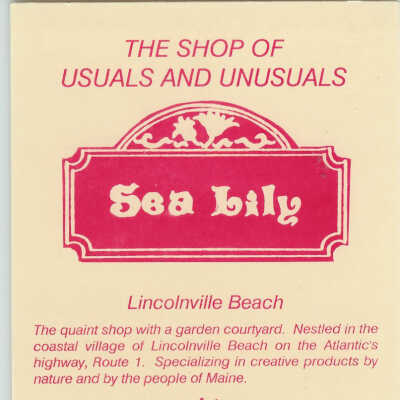 THE SHOP OF
USUALS AND UNUSUALS
Sea Lily
Lincolnville Beach
The quaint shop with a garden courtyard. Nestled in the
coastal village of Lincolnville Beach on the Atlantic's
highway, Route 1. Specializing in creative products by
nature and by the people of Maine.